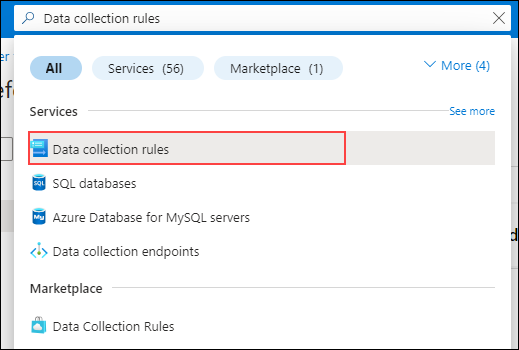 Data collection rules
All
Services (56)
Marketplace (1)
More (4)
Services
See more
Data collection rules
SQL databases
Azure Database for MySQL servers
Data collection endpoints
Marketplace
Data Collection Rules